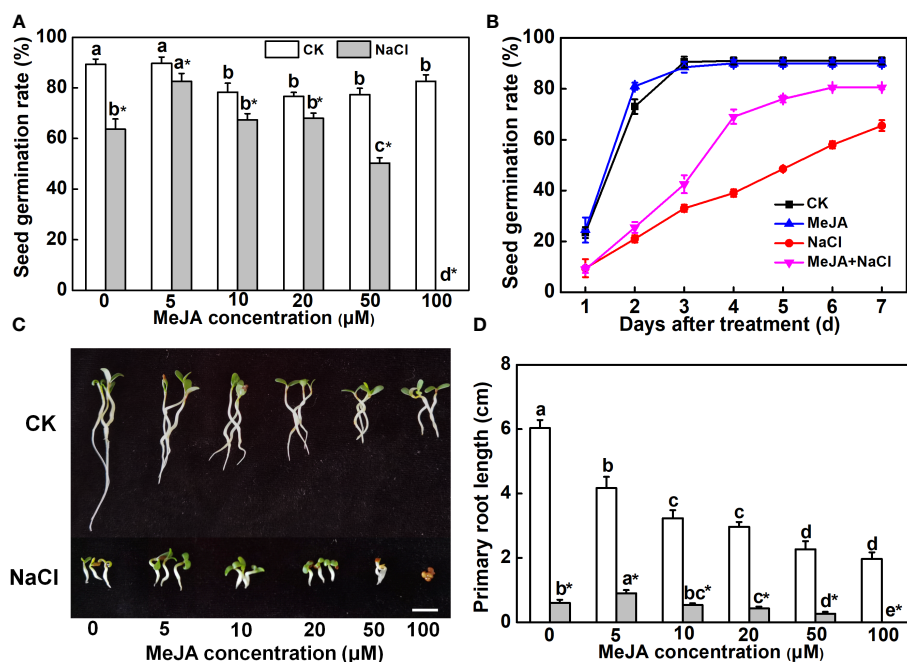 A
Seed germination rate (%)
100
80
60
40
20
0
CK NaCl
a a b b b b
b* a* b* b* c* d*
0 5 10 20 50 100
MeJA concentration (µM)
B
Seed germination rate (%)
100
80
60
40
20
0
CK
MeJA
NaCl
MeJA+NaCl
1 2 3 4 5 6 7
Days after treatment (d)
C
CK
NaCl
0 5 10 20 50 100
MeJA concentration (µM)
D
Primary root length (cm)
6
4
2
0
a b c c d d
b* a* bc* c* d* e*
0 5 10 20 50 100
MeJA concentration (µM)